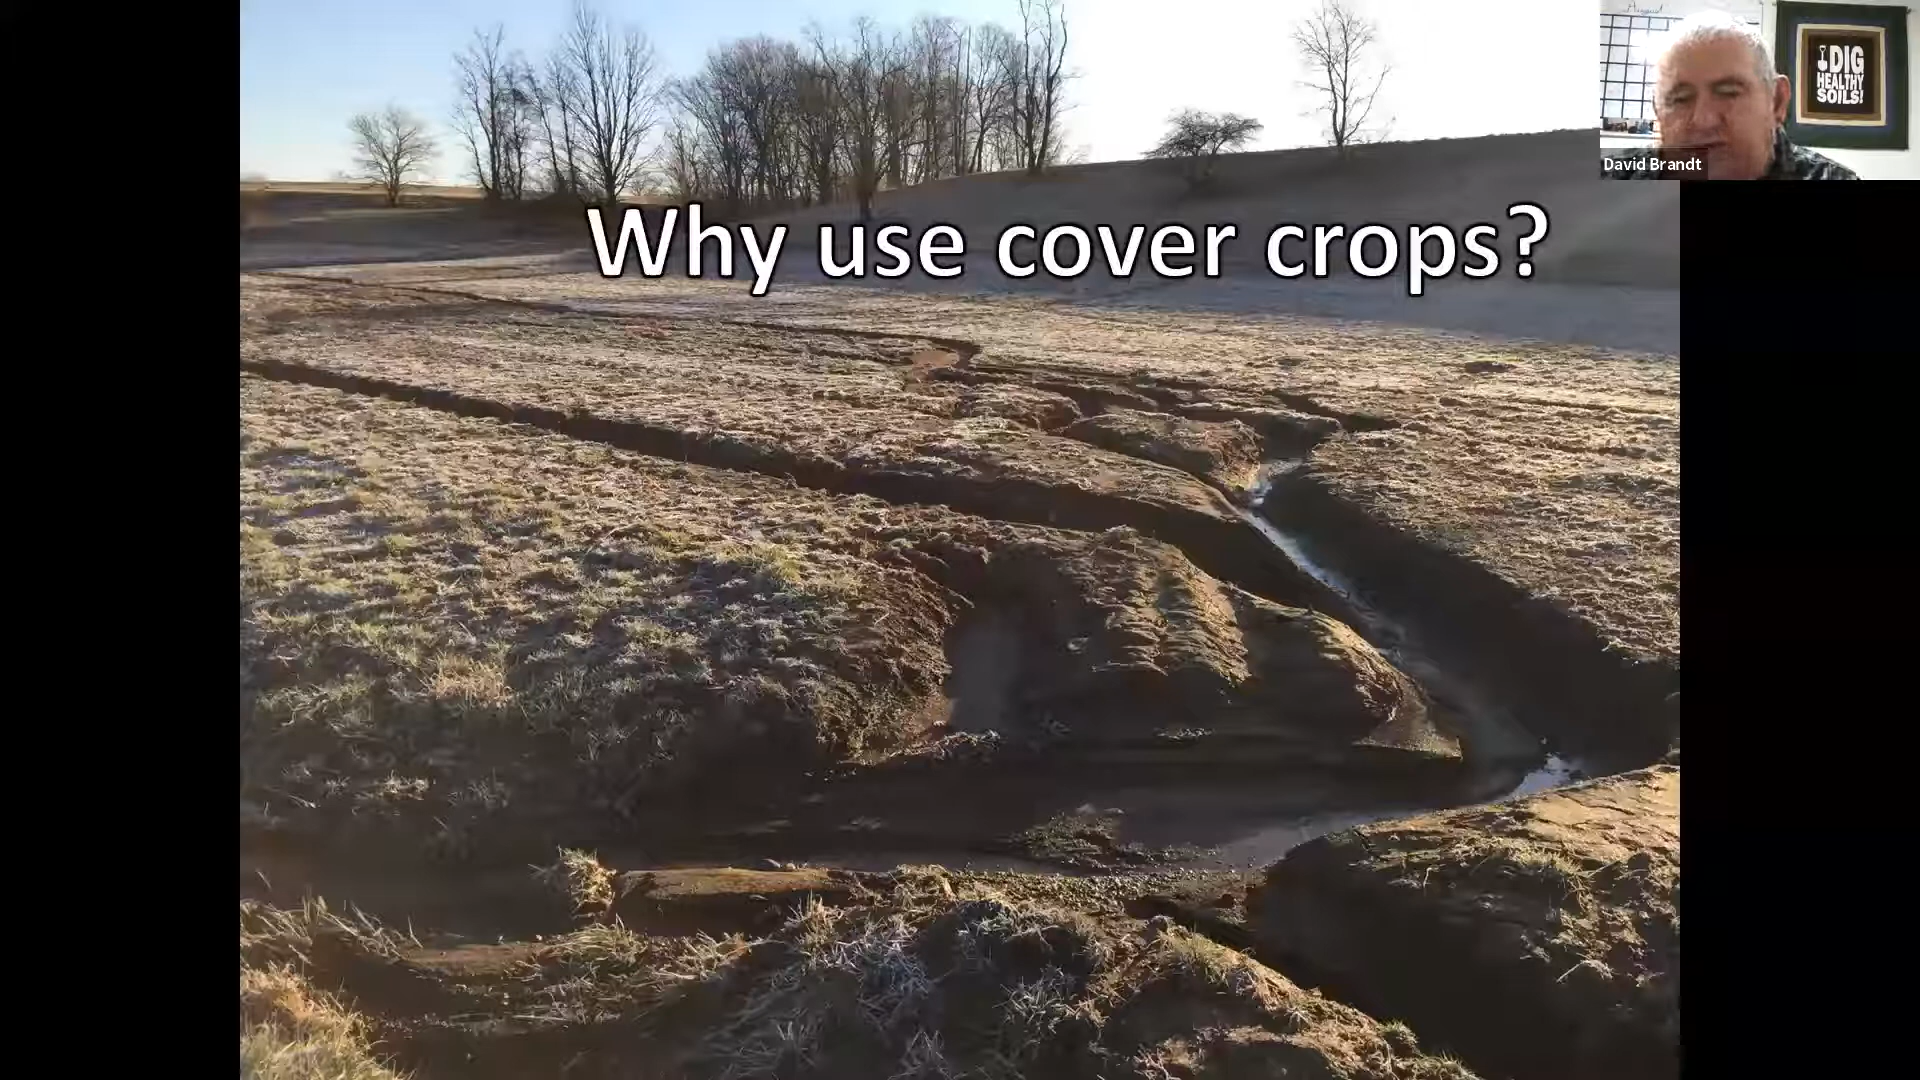 Why use cover crops?
DIG
HEALTHY
SOILS!
David Brandt